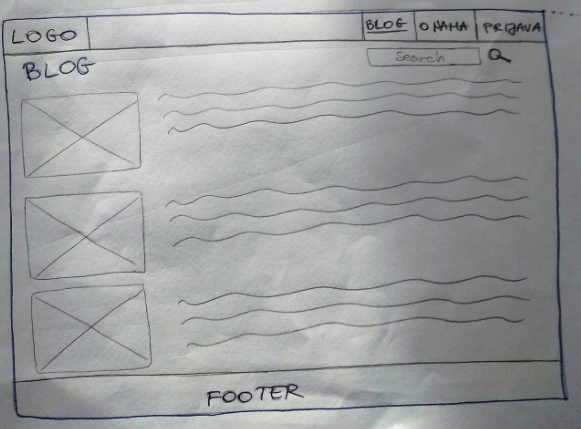 LOGO
BLOG
O NAMA
PRIJAVA
BLOG
Search
FOOTER